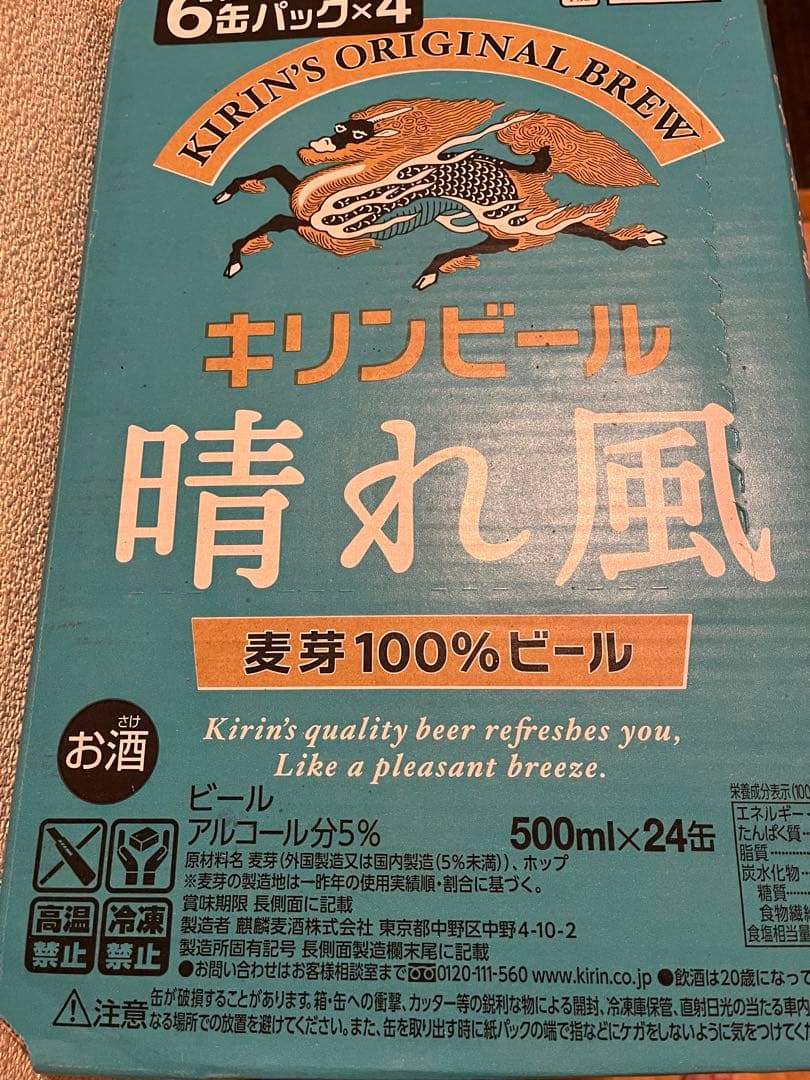 6缶パック×4
KIRIN'S ORIGINAL BREW
キリンビール
晴れ風
麦芽100%ビール
Kirin's quality beer refreshes you,
Like a pleasant breeze.
さけ
お酒
ビール
アルコール分5%
500ml×24缶
原材料名 麦芽(外国製造又は国内製造(5%未満))、ホップ
※麦芽の製造地は一昨年の使用実績順・割合に基づく。
賞味期限 長側面に記載
製造者 麒麟麦酒株式会社 東京都中野区中野4-10-2
製造所固有記号 長側面製造欄末尾に記載
●お問い合わせはお客様相談室まで 0120-111-560 www.kirin.co.jp ●飲酒は20歳になって
高温
禁止
冷凍
禁止
栄養成分表示(100
エネルギー
たんぱく質
脂質
炭水化物
糖質
食物繊維
食塩相当量
注意
缶が破損することがあります。箱・缶への衝撃、カッター等の鋭利な物による開封、冷凍庫保管、直射日光の当たる車内
なる場所での放置を避けてください。また、缶を取り出す時に紙パックの端で指などにケガをしないように気をつけてくだ